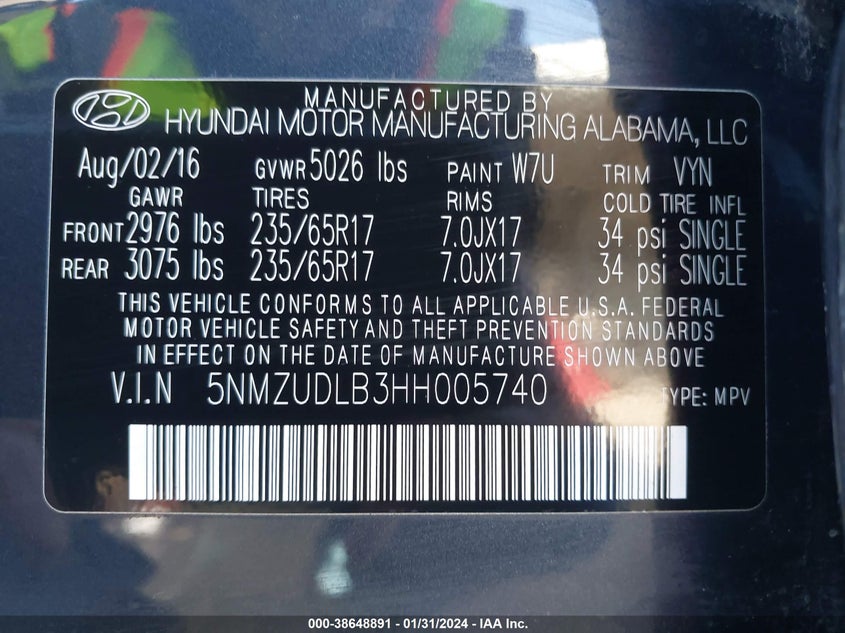 MANUFACTURED BY
HYUNDAI MOTOR MANUFACTURING ALABAMA, LLC
Aug/02/16 GVWR 5026 lbs PAINT W7U TRIM VYN
GAWR TIRES RIMS COLD TIRE INFL
FRONT 2976 lbs 235/65R17 7.0JX17 34 psi SINGLE
REAR 3075 lbs 235/65R17 7.0JX17 34 psi SINGLE
THIS VEHICLE CONFORMS TO ALL APPLICABLE U.S.A. FEDERAL
MOTOR VEHICLE SAFETY AND THEFT PREVENTION STANDARDS
IN EFFECT ON THE DATE OF MANUFACTURE SHOWN ABOVE
V.I.N 5NMZUDLB3HH005740 TYPE: MPV
000-38648891 - 01/31/2024 - IAA Inc.